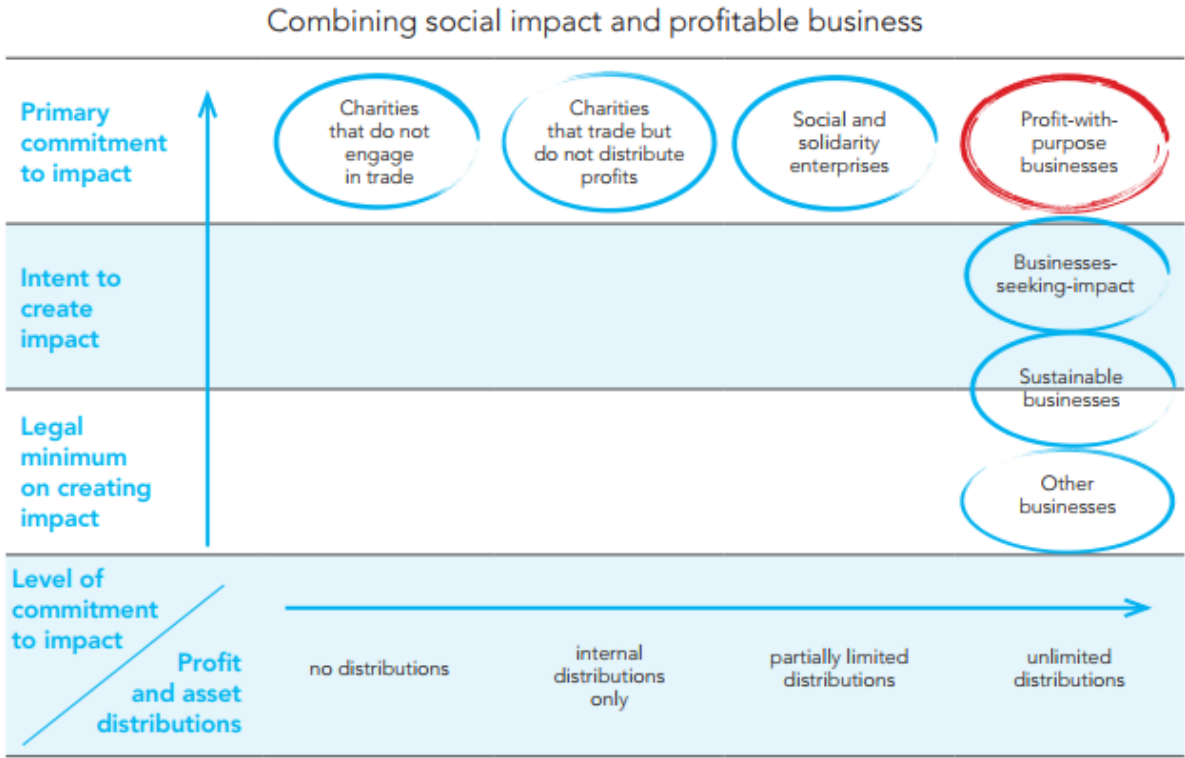 Combining social impact and profitable business
Primary
commitment
to impact
Charities
that do not
engage
in trade
Charities
that trade but
do not distribute
profits
Social and
solidarity
enterprises
Profit-with-
purpose
businesses
Intent to
create
impact
Businesses-
seeking-impact
Sustainable
businesses
Legal
minimum
on creating
impact
Other
businesses
Level of
commitment
to impact
Profit
and asset
distributions
no distributions
internal
distributions
only
partially limited
distributions
unlimited
distributions